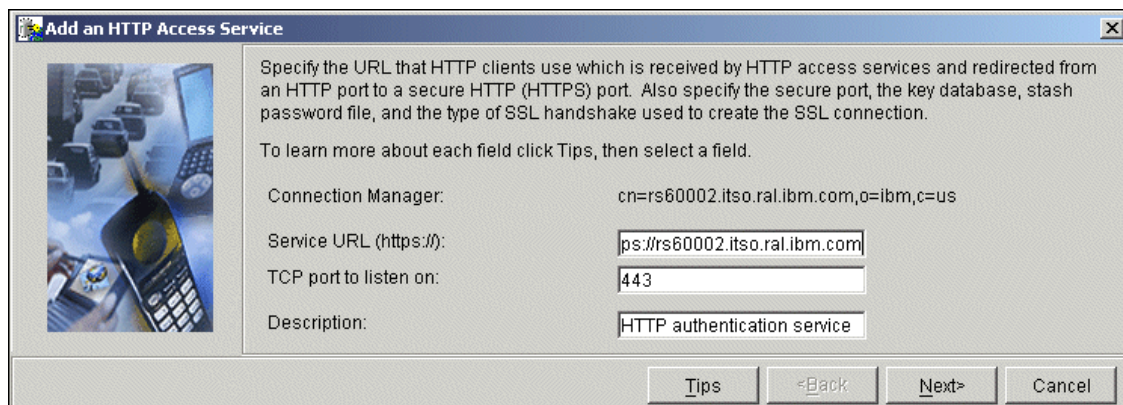 Add an HTTP Access Service
Specify the URL that HTTP clients use which is received by HTTP access services and redirected from
an HTTP port to a secure HTTP (HTTPS) port. Also specify the secure port, the key database, stash
password file, and the type of SSL handshake used to create the SSL connection.
To learn more about each field click Tips, then select a field.
Connection Manager: cn=rs60002.itso.ral.ibm.com,o=ibm,c=us
Service URL (https://): ps://rs60002.itso.ral.ibm.com
TCP port to listen on: 443
Description: HTTP authentication service
Tips <Back Next> Cancel